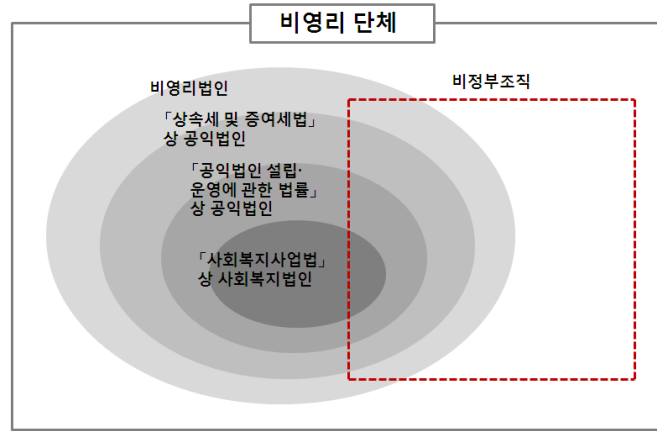 비영리 단체
비영리법인
비정부조직
「상속세 및 증여세법」
상 공익법인
「공익법인 설립·
운영에 관한 법률」
상 공익법인
「사회복지사업법」
상 사회복지법인